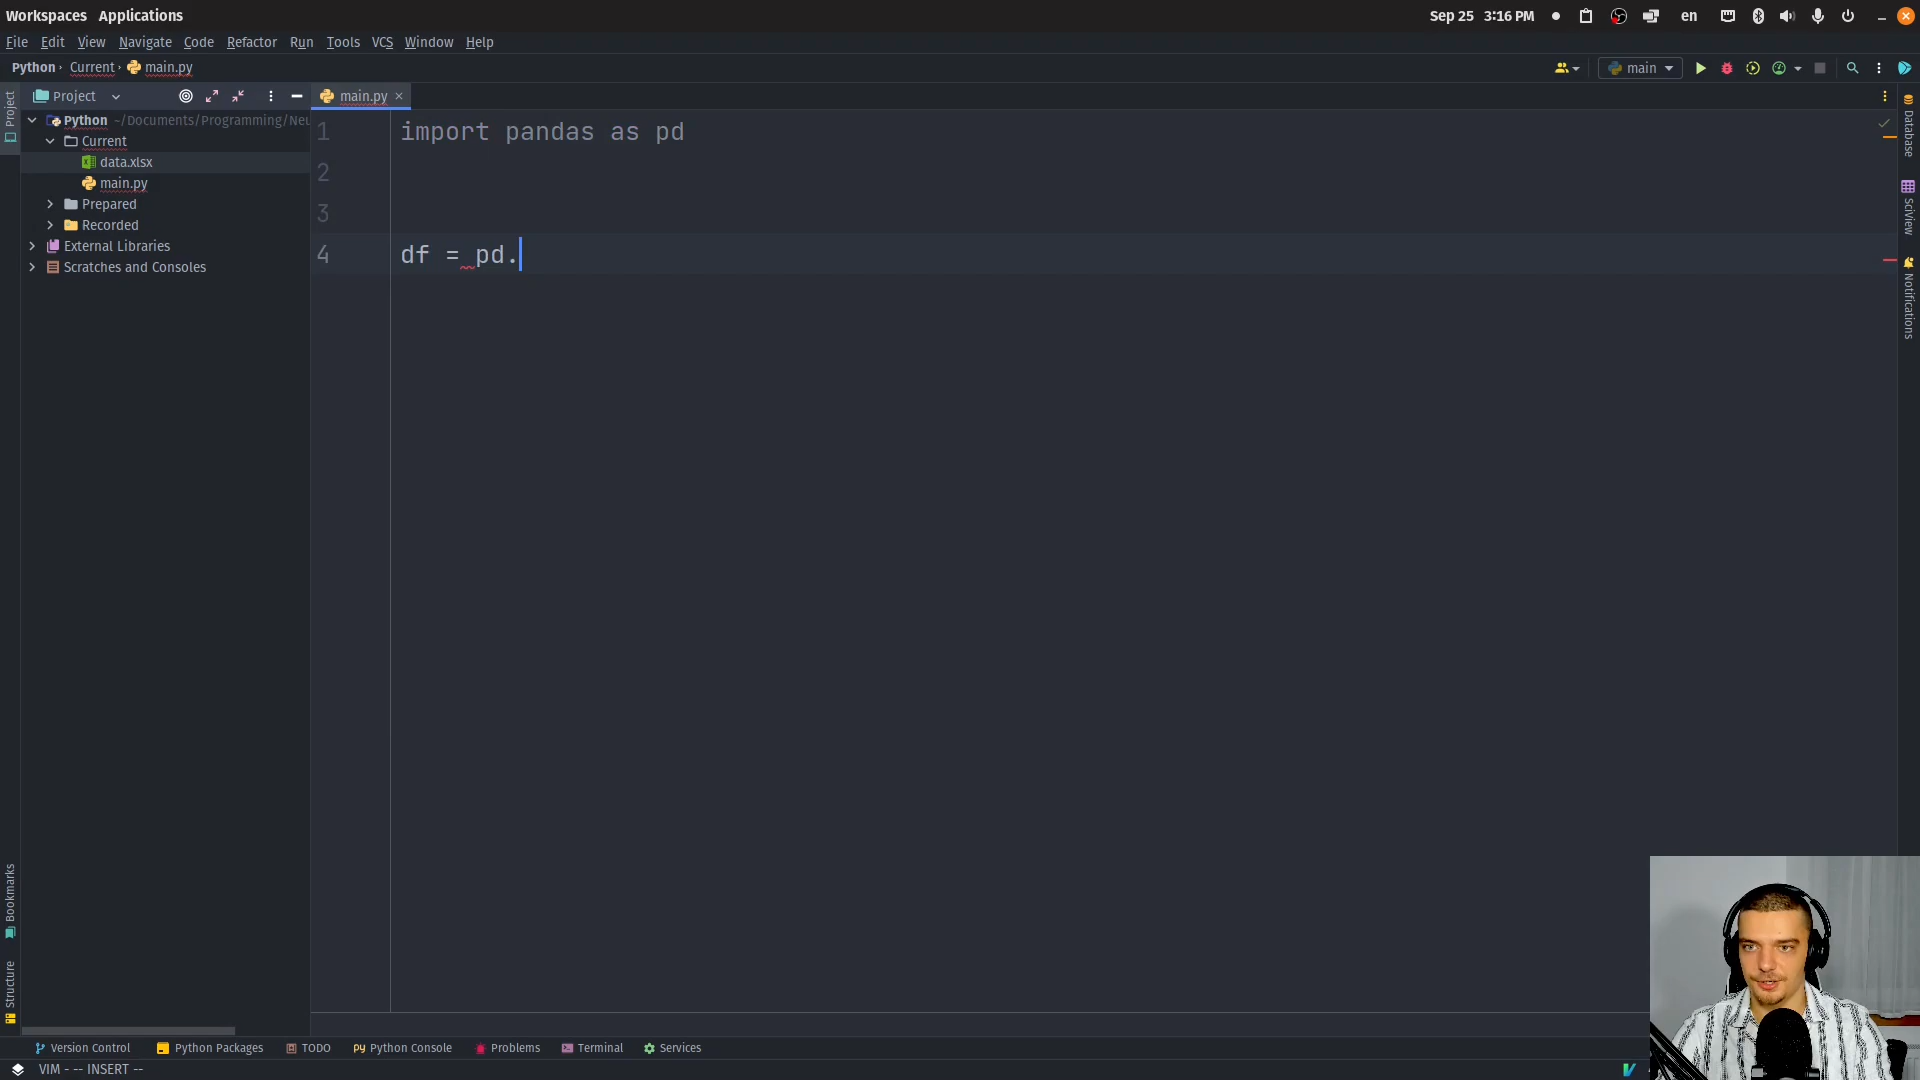 Workspaces Applications
Sep 25 3:16 PM
en
File Edit View Navigate Code Refactor Run Tools VCS Window Help
Python Current main.py
main
Project
Project
main.py
Python ~/Documents/Programming/Neu
Current
data.xlsx
main.py
Prepared
Recorded
External Libraries
Scratches and Consoles
1 import pandas as pd
2
3
4 df = pd.
Database
SciView
Notifications
Bookmarks
Structure
Version Control Python Packages TODO Python Console Problems Terminal Services
VIM - -- INSERT --